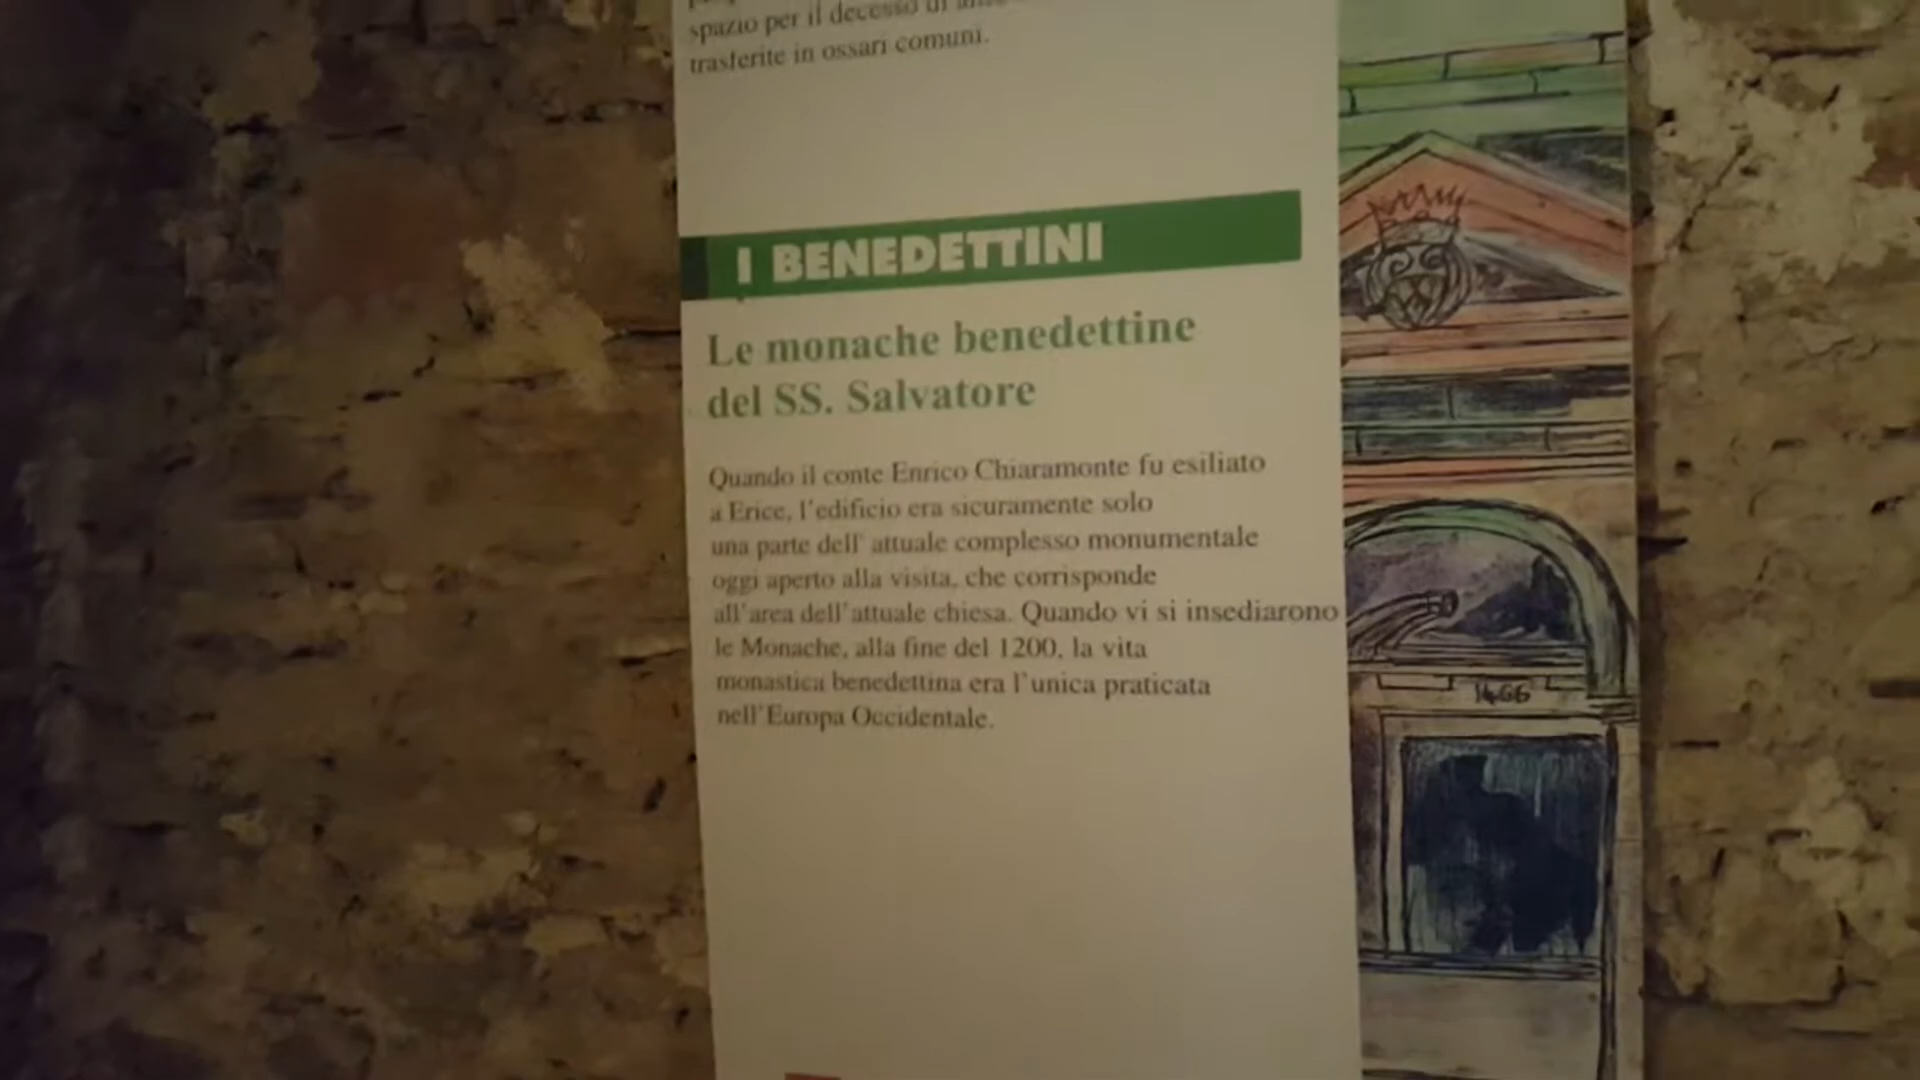 spazio per il decesso di
trasferite in ossari comuni.
I BENEDETTINI
Le monache benedettine
del SS. Salvatore
Quando il conte Enrico Chiaramonte fu esiliato
a Erice, l'edificio era sicuramente solo
una parte dell' attuale complesso monumentale
oggi aperto alla visita, che corrisponde
all'area dell'attuale chiesa. Quando vi si insediarono
le Monache, alla fine del 1200, la vita
monastica benedettina era l'unica praticata
nell'Europa Occidentale.